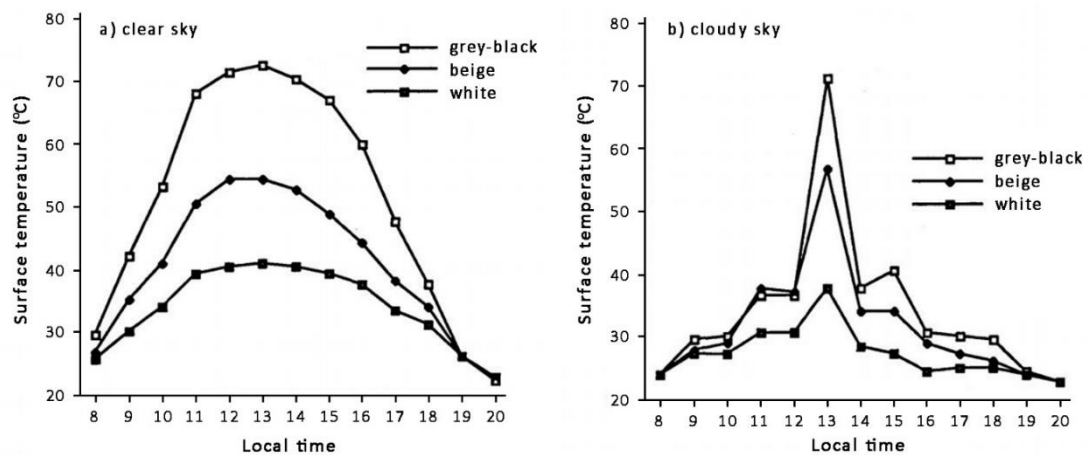 a) clear sky
grey-black
beige
white
80
70
60
50
40
30
20
Surface temperature (ºC)
8 9 10 11 12 13 14 15 16 17 18 19 20
Local time
b) cloudy sky
grey-black
beige
white
80
70
60
50
40
30
20
Surface temperature (ºC)
8 9 10 11 12 13 14 15 16 17 18 19 20
Local time